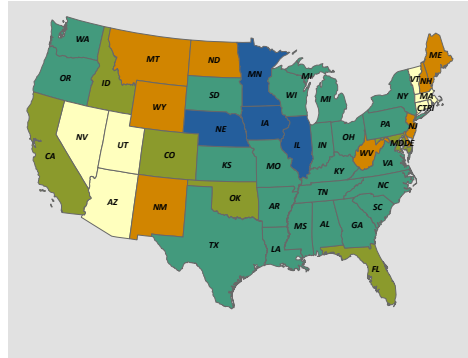 WA
MT
ND
MN
ME
OR
ID
WY
SD
WI
MI
MI
NY
VT
NH
MA
CT
RI
NV
UT
CO
NE
IA
IL
IN
OH
PA
NJ
MD
DE
WV
VA
CA
AZ
NM
KS
MO
KY
OK
AR
TN
NC
SC
TX
LA
MS
AL
GA
FL